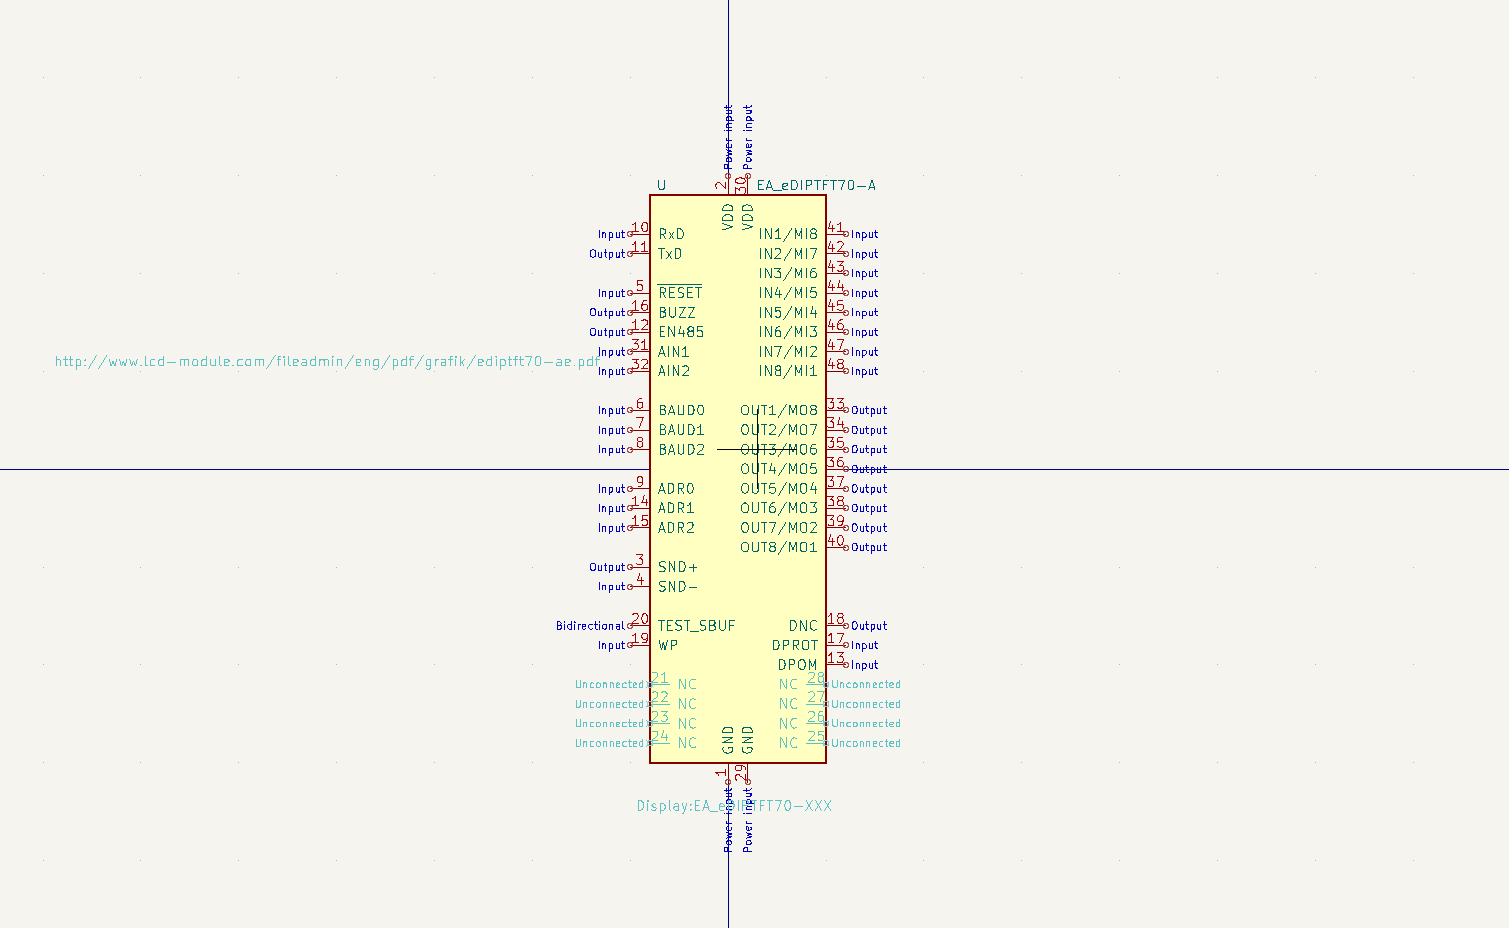 Power input
Power input
U
2
30
EA_eDIPTFT70-A
VDD
VDD
Input 10 RxD
IN1/MI8 41 Input
Output 11 TxD
IN2/MI7 42 Input
IN3/MI6 43 Input
Input 5 RESET
IN4/MI5 44 Input
Output 16 BUZZ
IN5/MI4 45 Input
Output 12 EN485
IN6/MI3 46 Input
Input 31 AIN1
IN7/MI2 47 Input
http://www.lcd-module.com/fileadmin/eng/pdf/grafik/ediptft70-ae.pdf
Input 32 AIN2
IN8/MI1 48 Input
Input 6 BAUD0
OUT1/MO8 33 Output
Input 7 BAUD1
OUT2/MO7 34 Output
Input 8 BAUD2
OUT3/MO6 35 Output
OUT4/MO5 36 Output
Input 9 ADR0
OUT5/MO4 37 Output
Input 14 ADR1
OUT6/MO3 38 Output
Input 15 ADR2
OUT7/MO2 39 Output
OUT8/MO1 40 Output
Output 3 SND+
Input 4 SND-
Bidirectional 20 TEST_SBUF
DNC 18 Output
Input 19 WP
DPROT 17 Input
DPOM 13 Input
Unconnected 21 NC
NC 28 Unconnected
Unconnected 22 NC
NC 27 Unconnected
Unconnected 23 NC
NC 26 Unconnected
Unconnected 24 NC
NC 25 Unconnected
GND
GND
1
29
Display:EA_eDIPTFT70-XXX
Power input
Power input